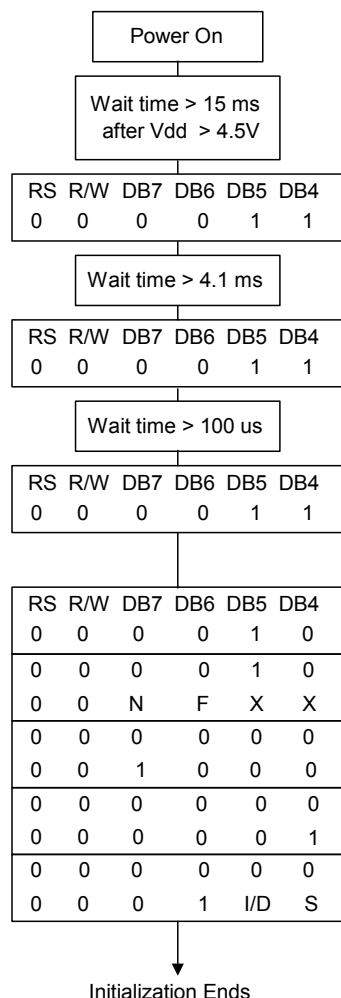 Power On
Wait time > 15 ms
after Vdd > 4.5V
RS R/W DB7 DB6 DB5 DB4
0 0 0 0 1 1
Wait time > 4.1 ms
RS R/W DB7 DB6 DB5 DB4
0 0 0 0 1 1
Wait time > 100 us
RS R/W DB7 DB6 DB5 DB4
0 0 0 0 1 1
RS R/W DB7 DB6 DB5 DB4
0 0 0 0 1 0
0 0 0 0 1 0
0 0 N F X X
0 0 0 0 0 0
0 0 1 0 0 0
0 0 0 0 0 0
0 0 0 0 0 1
0 0 0 0 0 0
0 0 0 1 I/D S
Initialization Ends